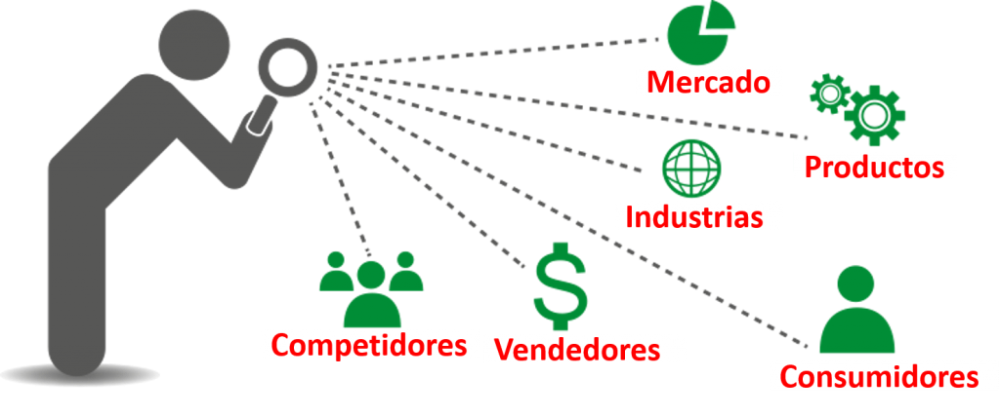 Mercado
Productos
Industrias
Competidores
Vendedores
Consumidores